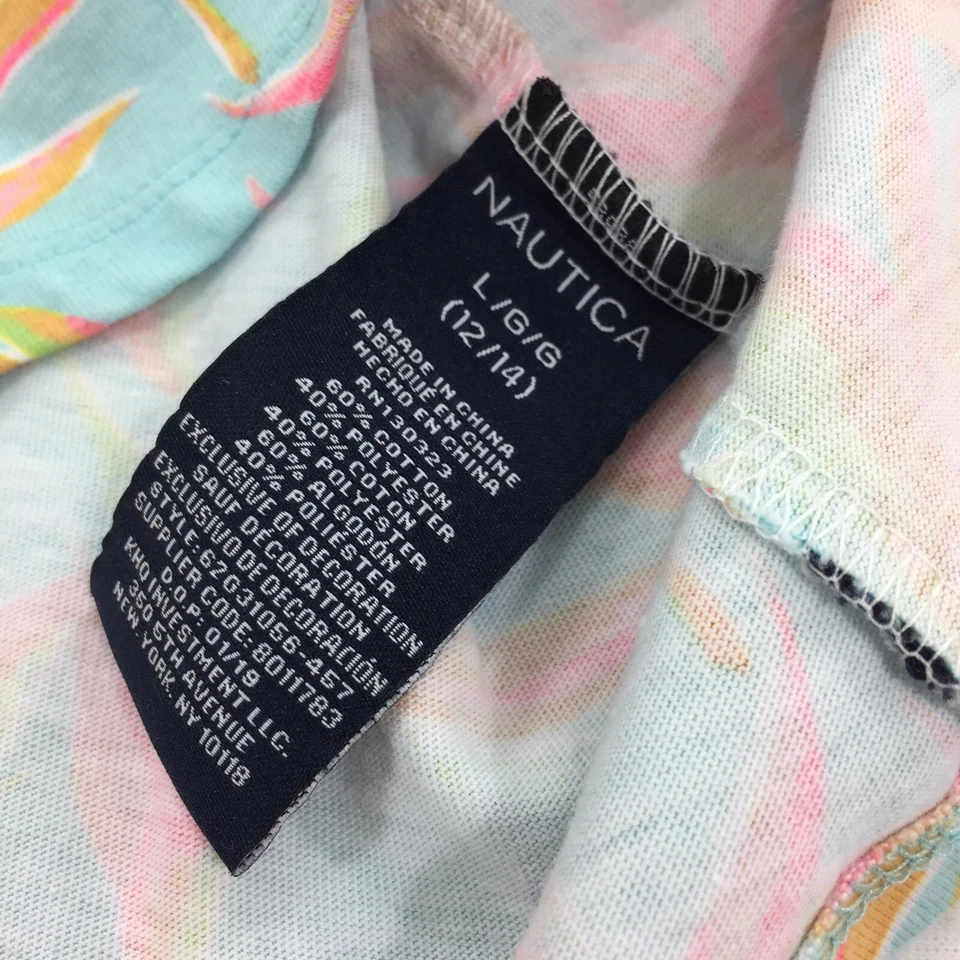 NAUTICA
L/G/G
(12/14)
MADE IN CHINA
FABRIQUÉ EN CHINE
HECHO EN CHINA
RN130323
60% COTTON
40% POLYESTER
60% COTON
40% POLYESTER
60% ALGODÓN
40% POLIÉSTER
EXCLUSIVE OF DECORATION
SAUF DÉCORATION
EXCLUSIVO DE DECORACIÓN
STYLE: 62G31056-457
SUPPLIER CODE: 8011783
D.O.P: 01/19
KHQ INVESTMENT LLC.
350 5TH AVENUE
NEW YORK, NY 10118